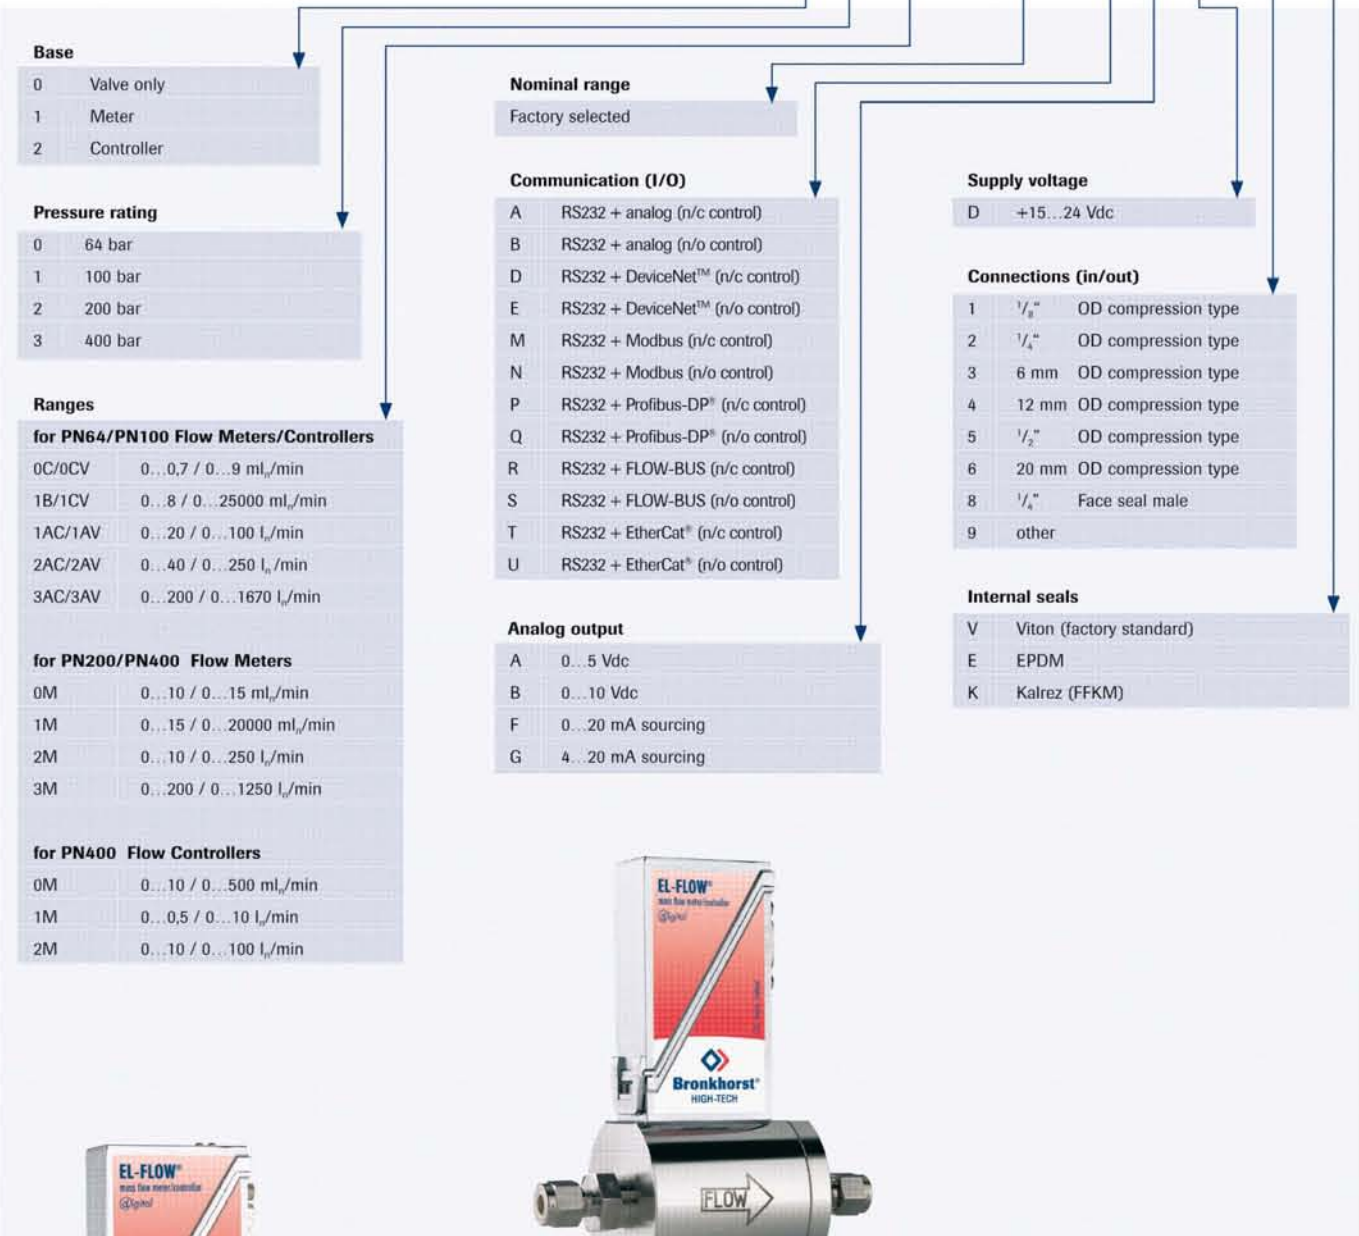 Base
0 Valve only
1 Meter
2 Controller
Pressure rating
0 64 bar
1 100 bar
2 200 bar
3 400 bar
Ranges
for PN64/PN100 Flow Meters/Controllers
0C/0CV 0…0,7 / 0…9 mlₙ/min
1B/1CV 0…8 / 0…25000 mlₙ/min
1AC/1AV 0…20 / 0…100 lₙ/min
2AC/2AV 0…40 / 0…250 lₙ/min
3AC/3AV 0…200 / 0…1670 lₙ/min
for PN200/PN400 Flow Meters
0M 0…10 / 0…15 mlₙ/min
1M 0…15 / 0…20000 mlₙ/min
2M 0…10 / 0…250 lₙ/min
3M 0…200 / 0…1250 lₙ/min
for PN400 Flow Controllers
0M 0…10 / 0…500 mlₙ/min
1M 0…0,5 / 0…10 lₙ/min
2M 0…10 / 0…100 lₙ/min
Nominal range
Factory selected
Communication (I/O)
A RS232 + analog (n/c control)
B RS232 + analog (n/o control)
D RS232 + DeviceNet™ (n/c control)
E RS232 + DeviceNet™ (n/o control)
M RS232 + Modbus (n/c control)
N RS232 + Modbus (n/o control)
P RS232 + Profibus-DP® (n/c control)
Q RS232 + Profibus-DP® (n/o control)
R RS232 + FLOW-BUS (n/c control)
S RS232 + FLOW-BUS (n/o control)
T RS232 + EtherCat® (n/c control)
U RS232 + EtherCat® (n/o control)
Analog output
A 0…5 Vdc
B 0…10 Vdc
F 0…20 mA sourcing
G 4…20 mA sourcing
Supply voltage
D +15…24 Vdc
Connections (in/out)
1 1/8" OD compression type
2 1/4" OD compression type
3 6 mm OD compression type
4 12 mm OD compression type
5 1/2" OD compression type
6 20 mm OD compression type
8 1/4" Face seal male
9 other
Internal seals
V Viton (factory standard)
E EPDM
K Kalrez (FFKM)
EL-FLOW®
mass flow meter/controller
@igital
Bronkhorst®
HIGH-TECH
FLOW
EL-FLOW®
mass flow meter/controller
@igital